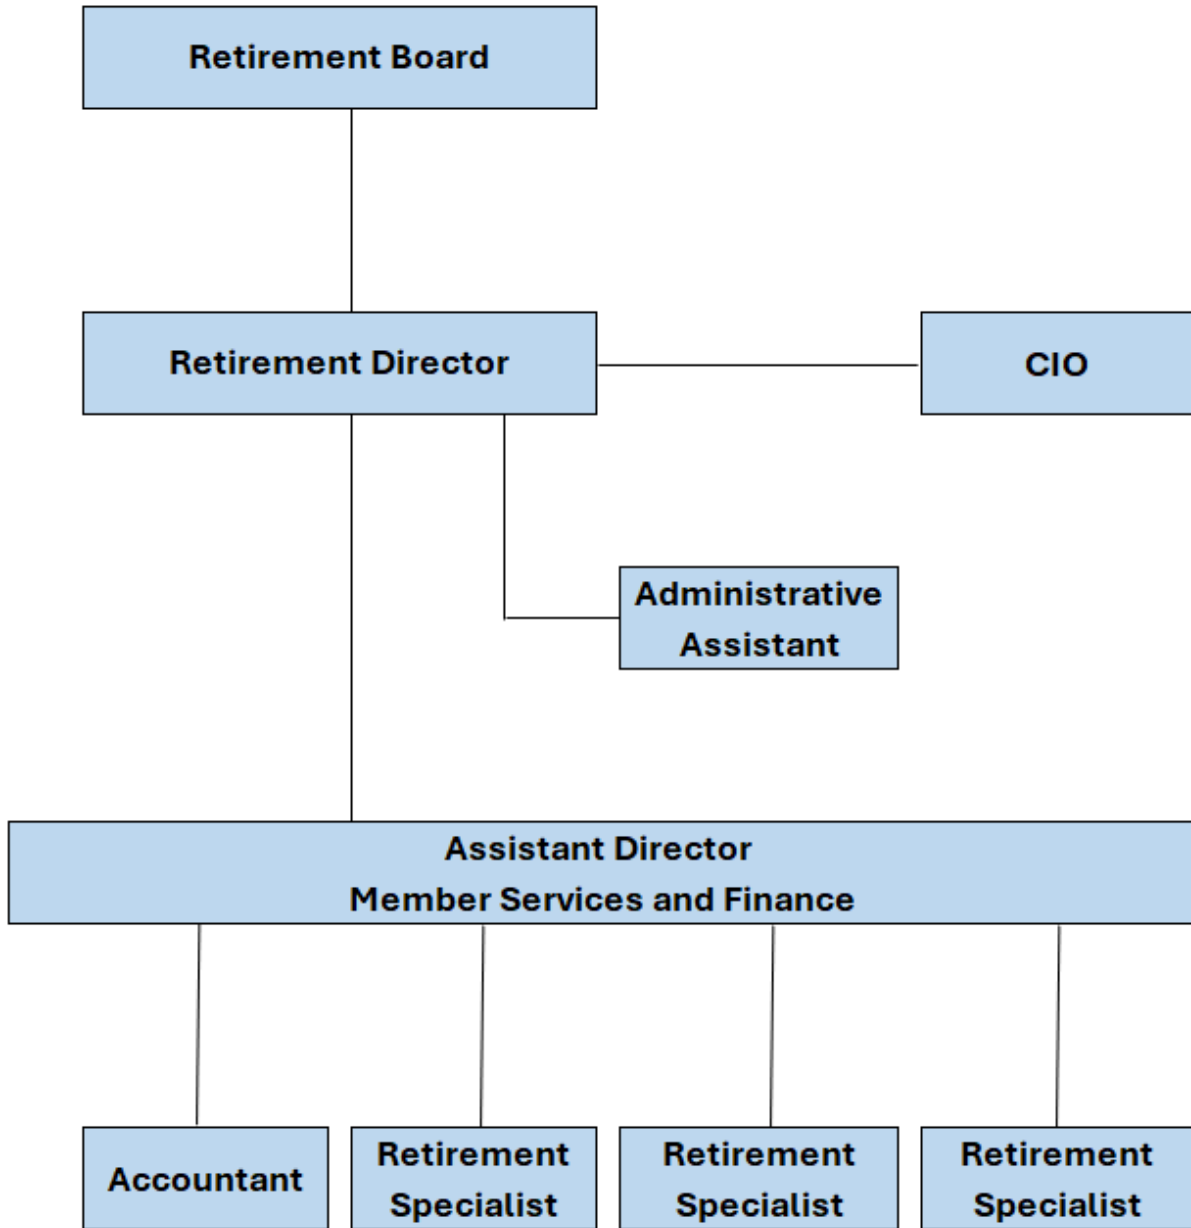 Retirement Board
Retirement Director
CIO
Administrative
Assistant
Assistant Director
Member Services and Finance
Accountant
Retirement
Specialist
Retirement
Specialist
Retirement
Specialist